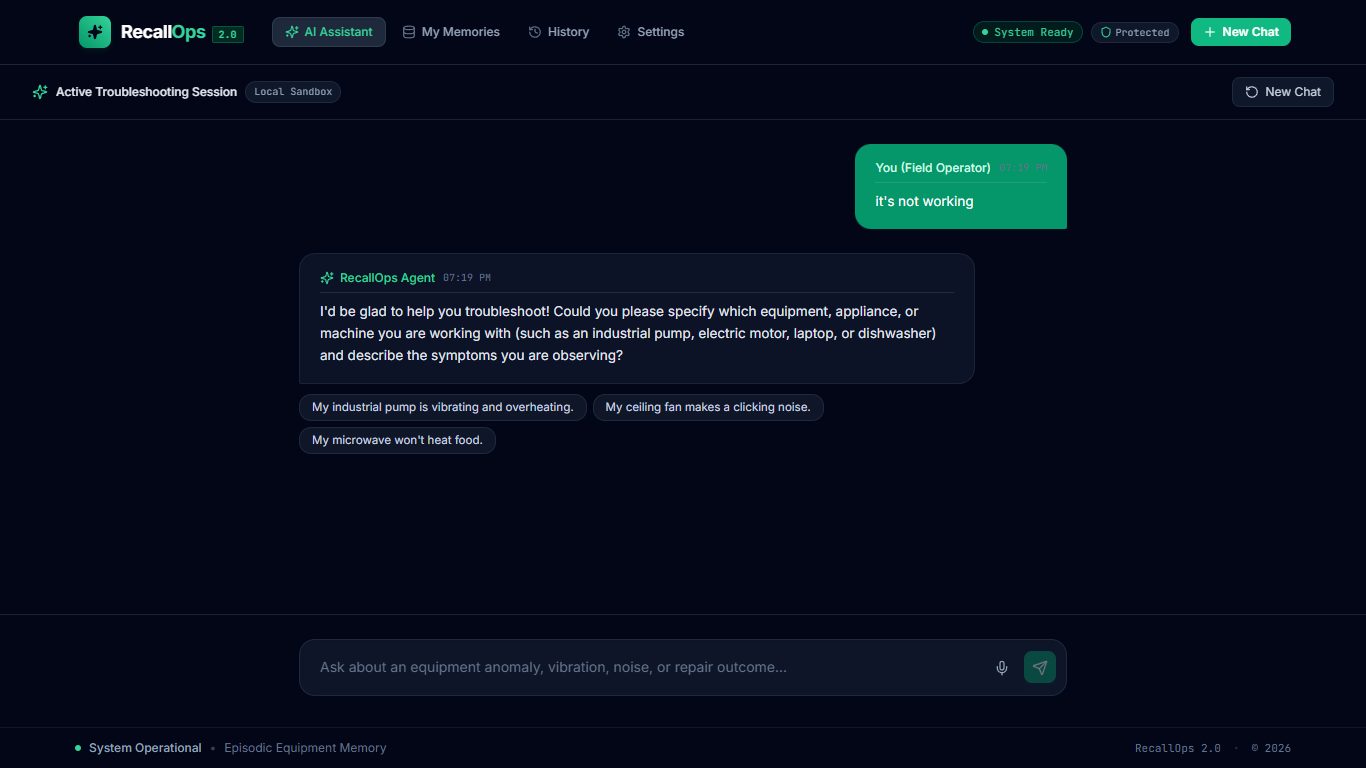 RecallOps 2.0 AI Assistant My Memories History Settings System Ready Protected New Chat
Active Troubleshooting Session Local Sandbox New Chat
You (Field Operator) 07:19 PM
it's not working
RecallOps Agent 07:19 PM
I'd be glad to help you troubleshoot! Could you please specify which equipment, appliance, or
machine you are working with (such as an industrial pump, electric motor, laptop, or dishwasher)
and describe the symptoms you are observing?
My industrial pump is vibrating and overheating. My ceiling fan makes a clicking noise.
My microwave won't heat food.
Ask about an equipment anomaly, vibration, noise, or repair outcome...
System Operational • Episodic Equipment Memory RecallOps 2.0 · © 2026